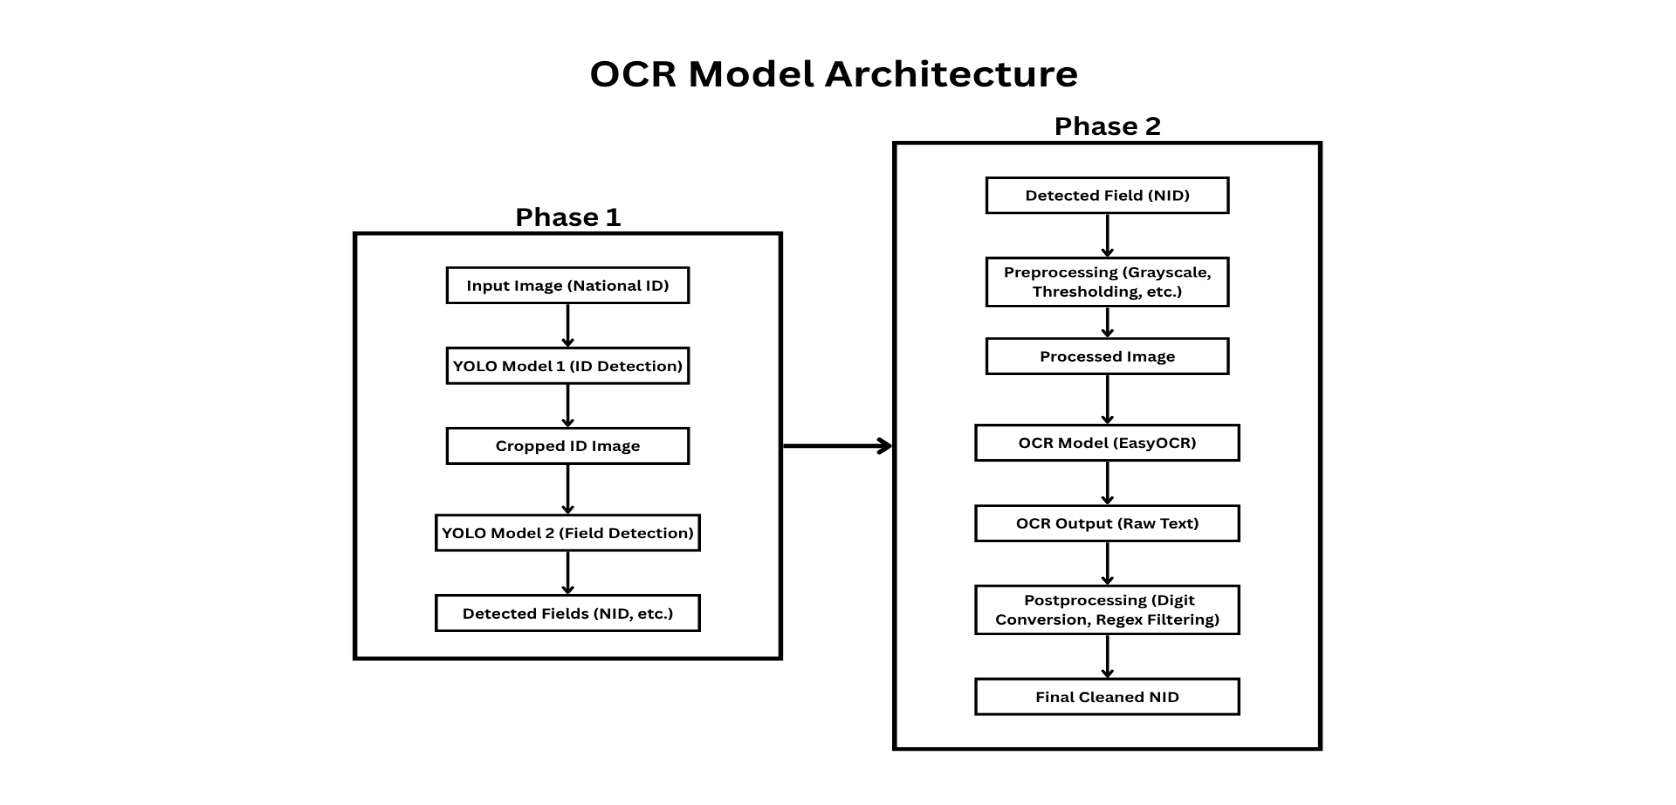 OCR Model Architecture
Phase 1
Input Image (National ID)
YOLO Model 1 (ID Detection)
Cropped ID Image
YOLO Model 2 (Field Detection)
Detected Fields (NID, etc.)
Phase 2
Detected Field (NID)
Preprocessing (Grayscale,
Thresholding, etc.)
Processed Image
OCR Model (EasyOCR)
OCR Output (Raw Text)
Postprocessing (Digit
Conversion, Regex Filtering)
Final Cleaned NID